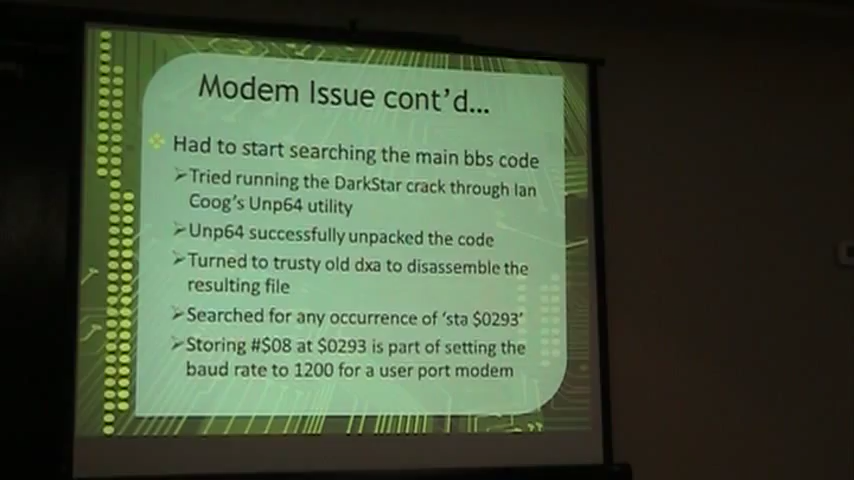 Modem Issue cont'd...
Had to start searching the main bbs code
Tried running the DarkStar crack through Ian
Coog's Unp64 utility
Unp64 successfully unpacked the code
Turned to trusty old dxa to disassemble the
resulting file
Searched for any occurrence of 'sta $0293'
Storing #$08 at $0293 is part of setting the
baud rate to 1200 for a user port modem